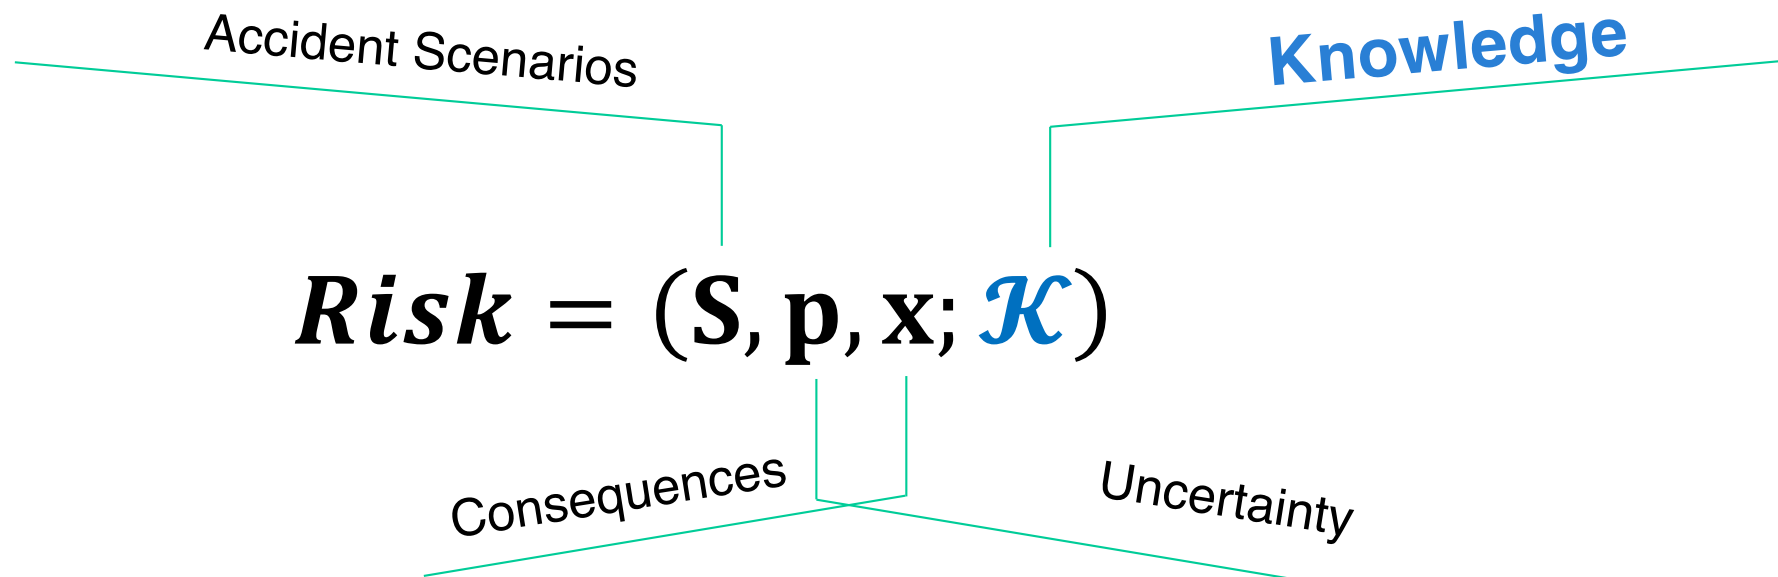 Accident Scenarios
Knowledge
Risk = (S, p, x; 𝒦)
Consequences
Uncertainty